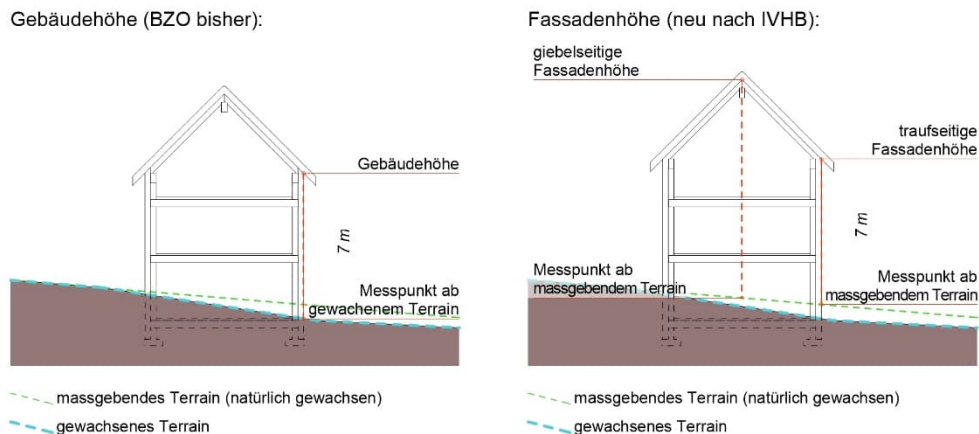 Gebäudehöhe (BZO bisher):
Gebäudehöhe
7 m
Messpunkt ab
gewachsenem Terrain
massgebendes Terrain (natürlich gewachsen)
gewachsenes Terrain
Fassadenhöhe (neu nach IVHB):
giebelseitige
Fassadenhöhe
traufseitige
Fassadenhöhe
7 m
Messpunkt ab
massgebendem Terrain
Messpunkt ab
massgebendem Terrain
massgebendes Terrain (natürlich gewachsen)
gewachsenes Terrain